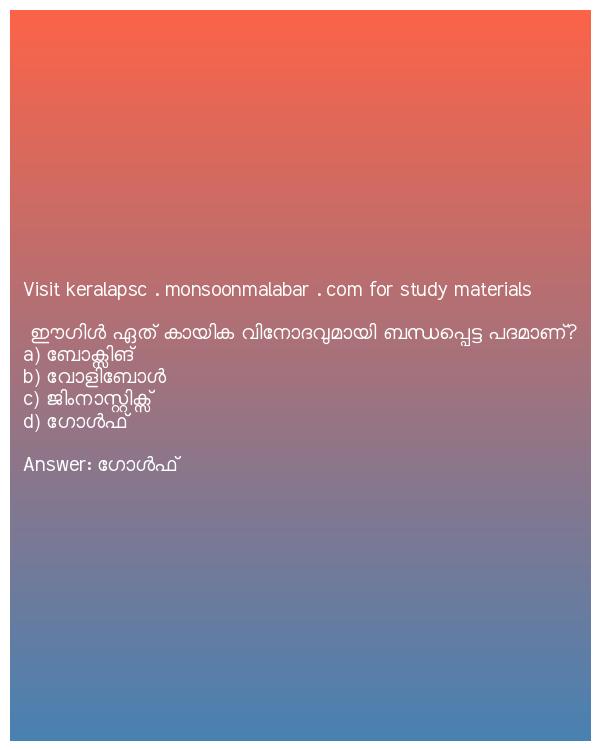 Visit keralapsc . monsoonmalabar . com for study materials
ഈഗിൾ ഏത് കായിക വിനോദവുമായി ബന്ധപ്പെട്ട പദമാണ്?
a) ബോക്സിങ്
b) വോളിബോൾ
c) ജിംനാസ്റ്റിക്സ്
d) ഗോൾഫ്
Answer: ഗോൾഫ്